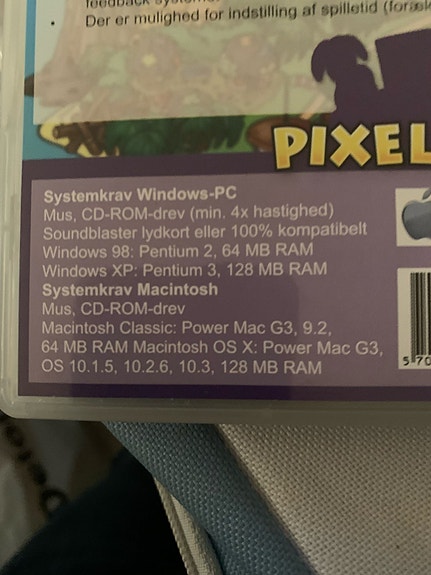 feedback
Der er mulighed for indstilling af spilletid
PIXEL
Systemkrav Windows-PC
Mus, CD-ROM-drev (min. 4x hastighed)
Soundblaster lydkort eller 100% kompatibelt
Windows 98: Pentium 2, 64 MB RAM
Windows XP: Pentium 3, 128 MB RAM
Systemkrav Macintosh
Mus, CD-ROM-drev
Macintosh Classic: Power Mac G3, 9.2,
64 MB RAM Macintosh OS X: Power Mac G3,
OS 10.1.5, 10.2.6, 10.3, 128 MB RAM
5 70